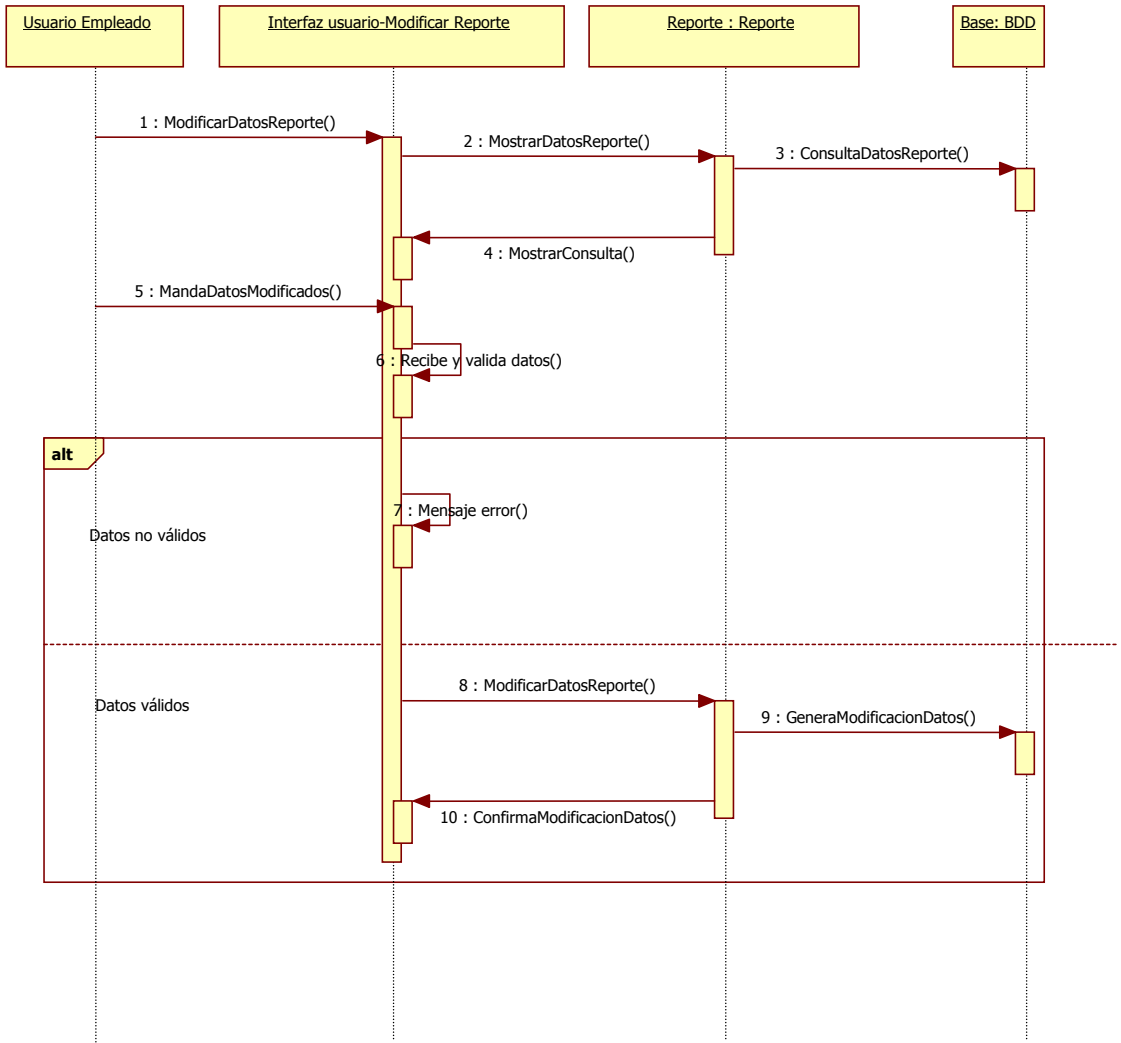 Usuario Empleado
Interfaz usuario-Modificar Reporte
Reporte : Reporte
Base: BDD
1 : ModificarDatosReporte()
2 : MostrarDatosReporte()
3 : ConsultaDatosReporte()
4 : MostrarConsulta()
5 : MandaDatosModificados()
6 : Recibe y valida datos()
alt
7 : Mensaje error()
Datos no válidos
8 : ModificarDatosReporte()
Datos válidos
9 : GeneraModificacionDatos()
10 : ConfirmaModificacionDatos()